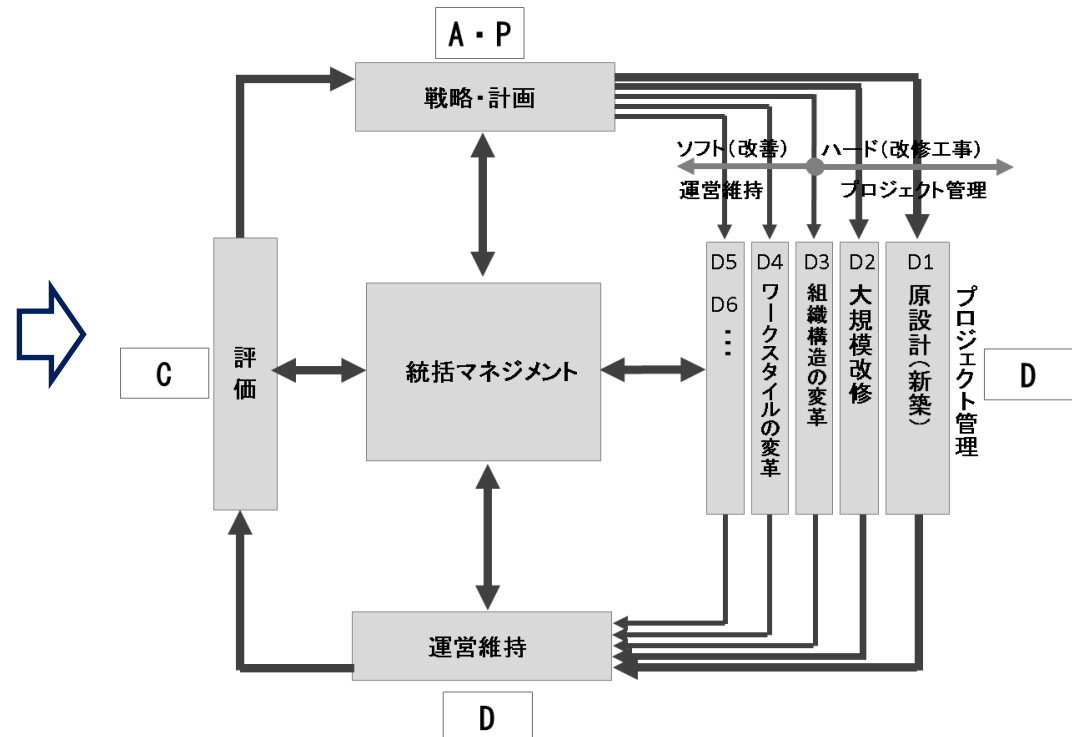 A・P
戦略・計画
ソフト(改善)
ハード(改修工事)
運営維持
プロジェクト管理
D5
D6
・・・
D4
ワークスタイルの変革
D3
組織構造の変革
D2
大規模改修
D1
原設計(新築)
プロジェクト管理
D
C
評価
統括マネジメント
運営維持
D